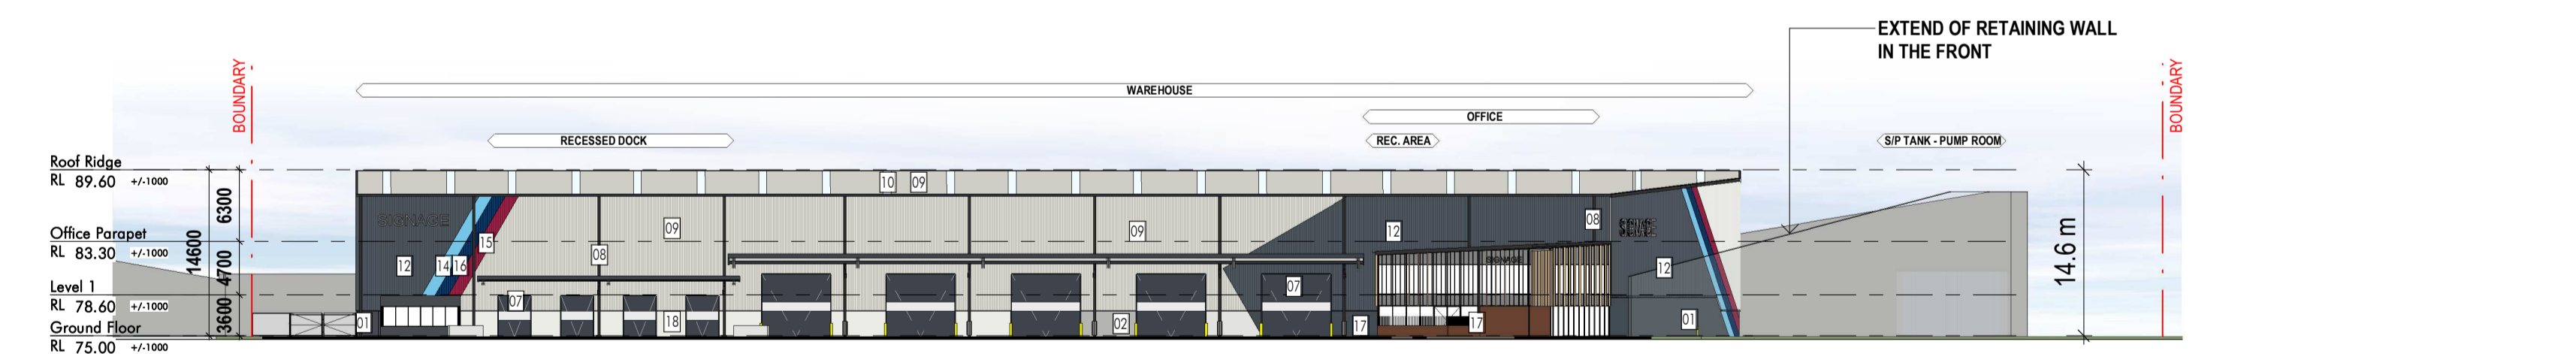 EXTEND OF RETAINING WALL
IN THE FRONT
BOUNDARY
BOUNDARY
WAREHOUSE
OFFICE
RECESSED DOCK
REC. AREA
S/P TANK - PUMP ROOM
Roof Ridge
RL 89.60 +/-1000
Office Parapet
RL 83.30 +/-1000
Level 1
RL 78.60 +/-1000
Ground Floor
RL 75.00 +/-1000
14600
6300
4700
3600
10 09
SIGNAGE
15
12
14 16
09
08
07
18
09
02
07
12
08
SIGNAGE
SIGNAGE
12
17
17
01
01
14.6 m